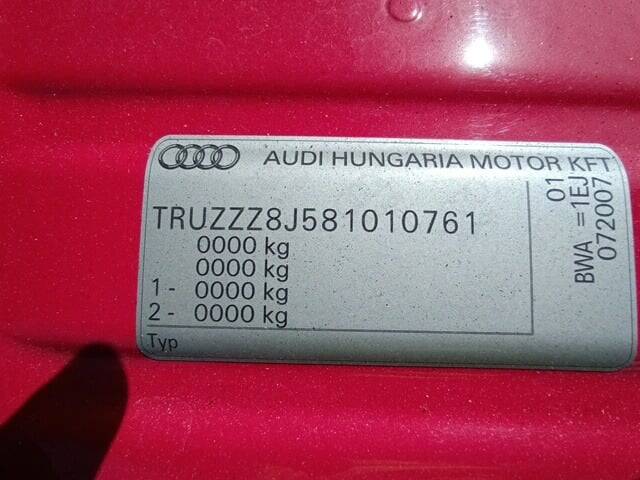 AUDI HUNGARIA MOTOR KFT
TRUZZZ8J581010761
0000 kg
0000 kg
1 - 0000 kg
2 - 0000 kg
Typ
01
BWA =1EJ
072007